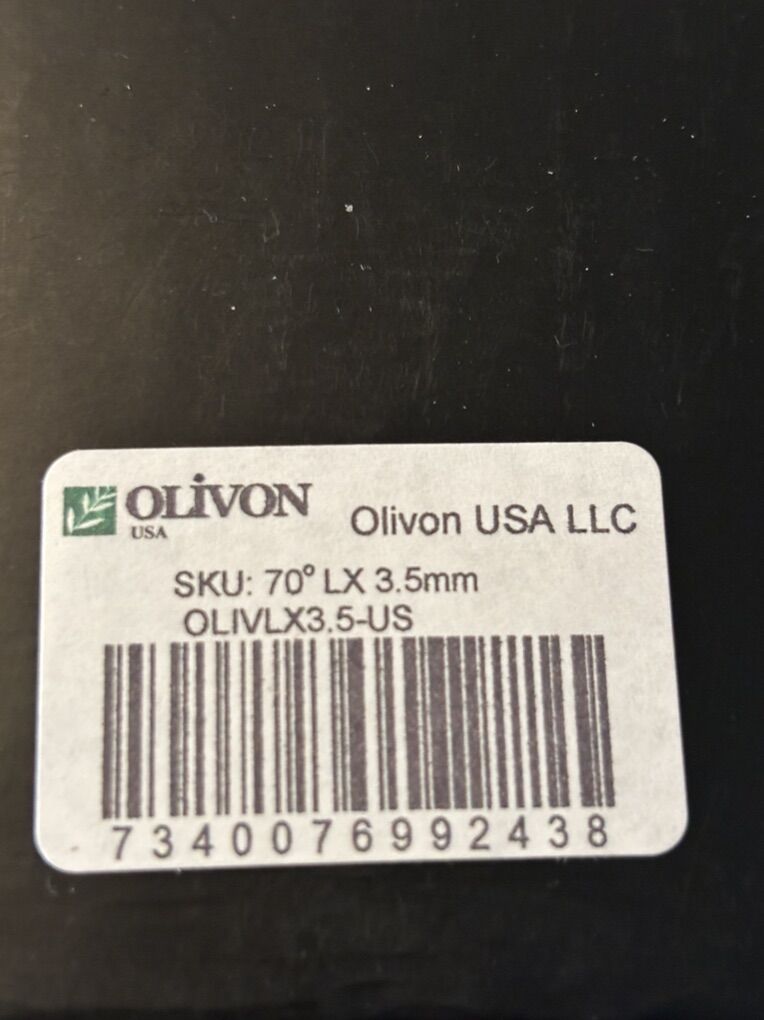 OLiVON
USA
Olivon USA LLC
SKU: 70° LX 3.5mm
OLIVLX3.5-US
7340076992438